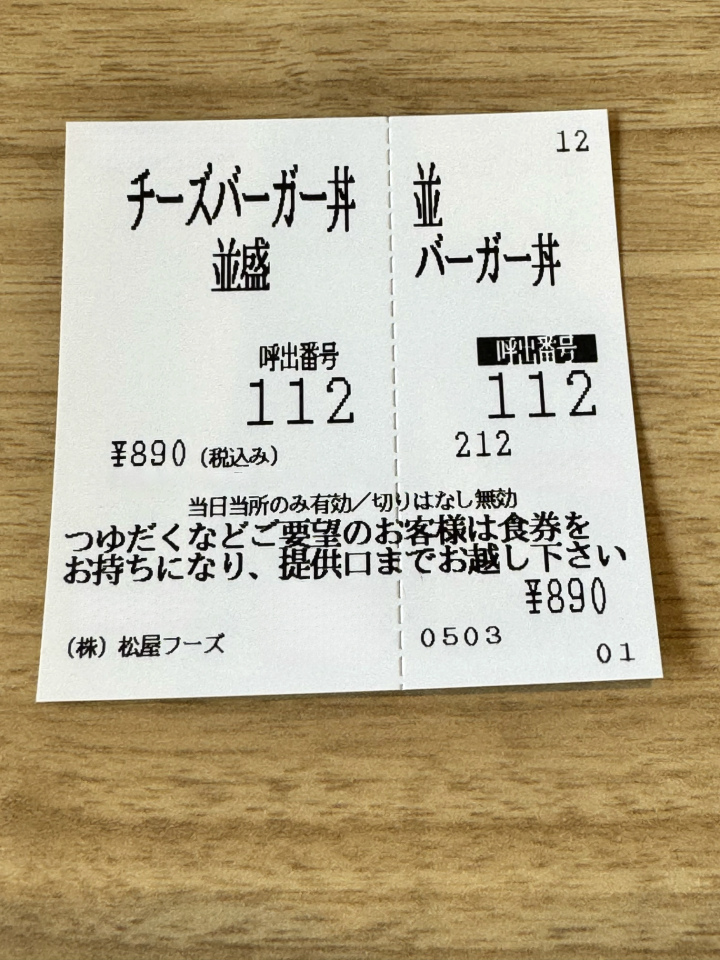 12
チーズバーガー丼
並盛
並
バーガー丼
呼出番号
112
呼出番号
112
¥890(税込み)
212
当日当所のみ有効/切りはなし無効
つゆだくなどご要望のお客様は食券を
お持ちになり、提供口までお越し下さい
¥890
(株)松屋フーズ
0503
01